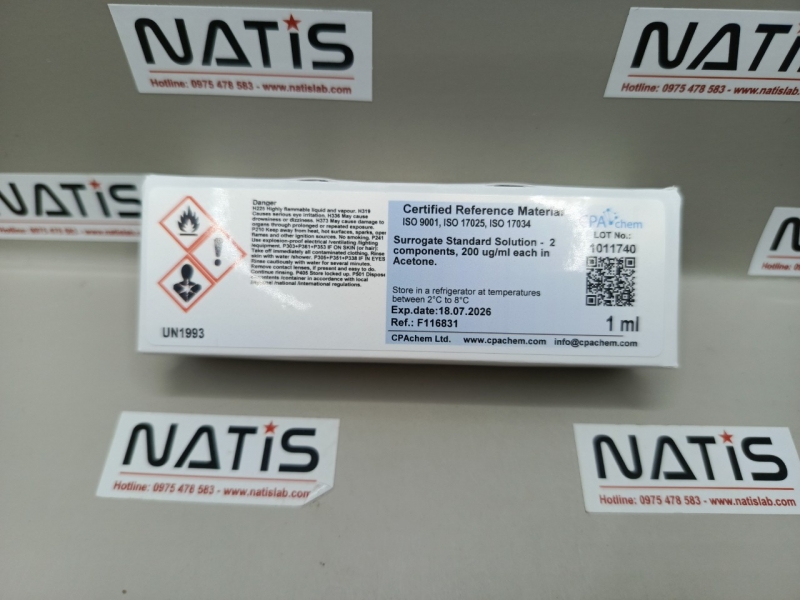 NATIS
Hotline: 0975 478 583 - www.natislab.com
NATIS
Hotline: 0975 478 583 - www.natislab.com
NATIS
Hotline: 0975 478 583 - www.natislab.com
Danger
H225 Highly flammable liquid and vapour. H319
Causes serious eye irritation. H336 May cause
drowsiness or dizziness. H373 May cause damage to
organs through prolonged or repeated exposure.
P210 Keep away from heat, hot surfaces, sparks, open
flames and other ignition sources. No smoking. P241
Use explosion-proof electrical/ventilating/lighting
equipment. P303+P361+P353 IF ON SKIN (or hair):
Take off immediately all contaminated clothing. Rinse
skin with water/shower. P305+P351+P338 IF IN EYES
Rinse cautiously with water for several minutes.
Remove contact lenses, if present and easy to do.
Continue rinsing. P405 Store locked up. P501 Dispose
contents/container in accordance with local
/national /international regulations.
UN1993
Certified Reference Material
ISO 9001, ISO 17025, ISO 17034
CPAchem
LOT No.:
1011740
Surrogate Standard Solution - 2
components, 200 ug/ml each in
Acetone.
Store in a refrigerator at temperatures
between 2°C to 8°C
Exp.date:18.07.2026
Ref.: F116831
1 ml
CPAchem Ltd. www.cpachem.com info@cpachem.com
NATIS
Hotline: 0975 478 583 - www.natislab.com
NATIS
Hotline: 0975 478 583 - www.natislab.com